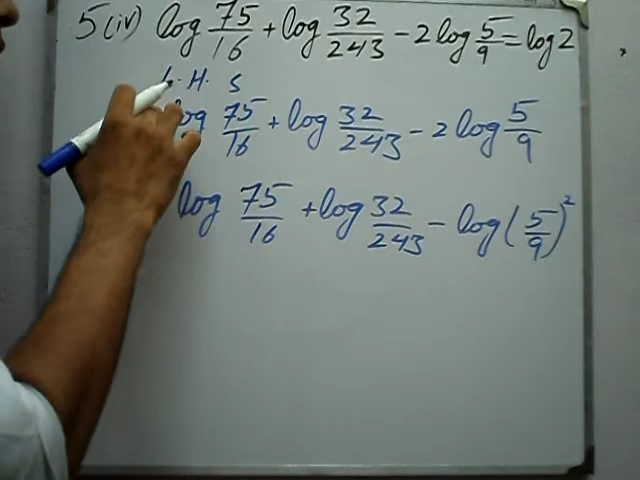 5(iv) log 75/16 + log 32/243 - 2 log 5/9 = log 2
L.H.S
log 75/16 + log 32/243 - 2 log 5/9
log 75/16 + log 32/243 - log (5/9)²